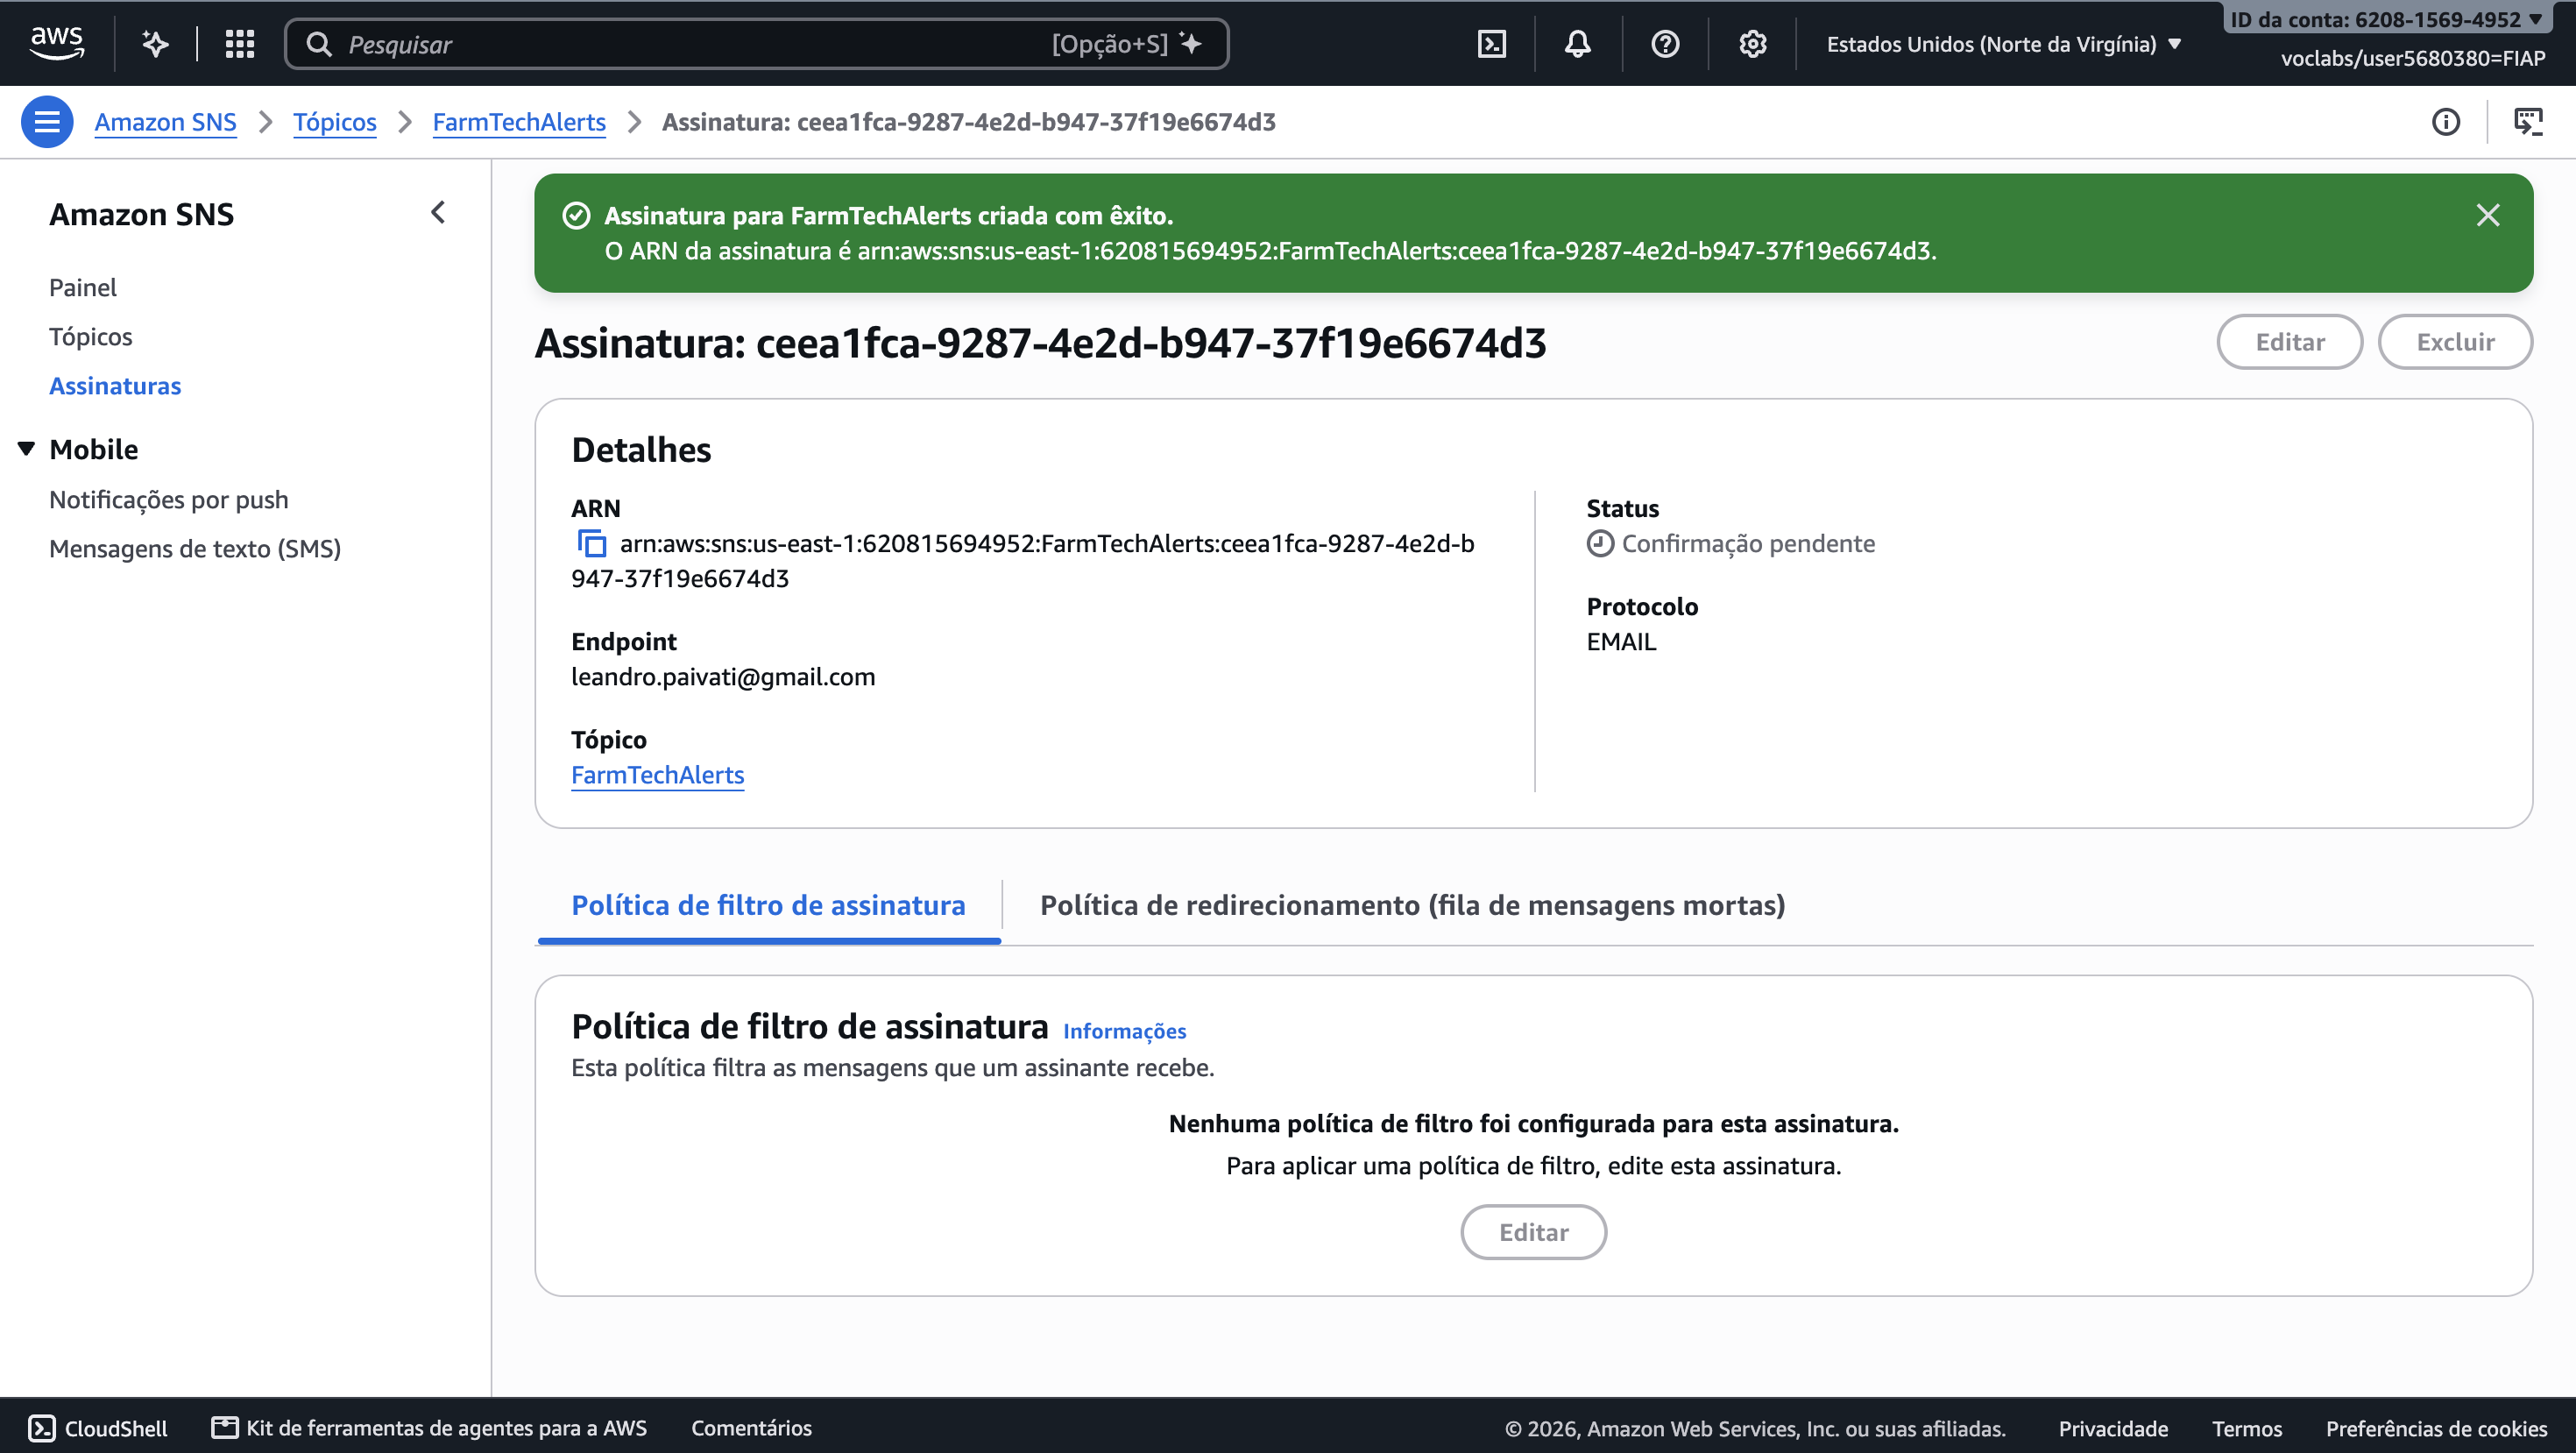 aws
Pesquisar
[Opção+S]
Estados Unidos (Norte da Virgínia)
ID da conta: 6208-1569-4952
voclabs/user5680380=FIAP
Amazon SNS
Tópicos
FarmTechAlerts
Assinatura: ceea1fca-9287-4e2d-b947-37f19e6674d3
Amazon SNS
Painel
Tópicos
Assinaturas
Mobile
Notificações por push
Mensagens de texto (SMS)
Assinatura para FarmTechAlerts criada com êxito.
O ARN da assinatura é arn:aws:sns:us-east-1:620815694952:FarmTechAlerts:ceea1fca-9287-4e2d-b947-37f19e6674d3.
Assinatura: ceea1fca-9287-4e2d-b947-37f19e6674d3
Editar
Excluir
Detalhes
ARN
arn:aws:sns:us-east-1:620815694952:FarmTechAlerts:ceea1fca-9287-4e2d-b
947-37f19e6674d3
Endpoint
leandro.paivati@gmail.com
Tópico
FarmTechAlerts
Status
Confirmação pendente
Protocolo
EMAIL
Política de filtro de assinatura
Política de redirecionamento (fila de mensagens mortas)
Política de filtro de assinatura Informações
Esta política filtra as mensagens que um assinante recebe.
Nenhuma política de filtro foi configurada para esta assinatura.
Para aplicar uma política de filtro, edite esta assinatura.
Editar
CloudShell
Kit de ferramentas de agentes para a AWS
Comentários
© 2026, Amazon Web Services, Inc. ou suas afiliadas.
Privacidade
Termos
Preferências de cookies